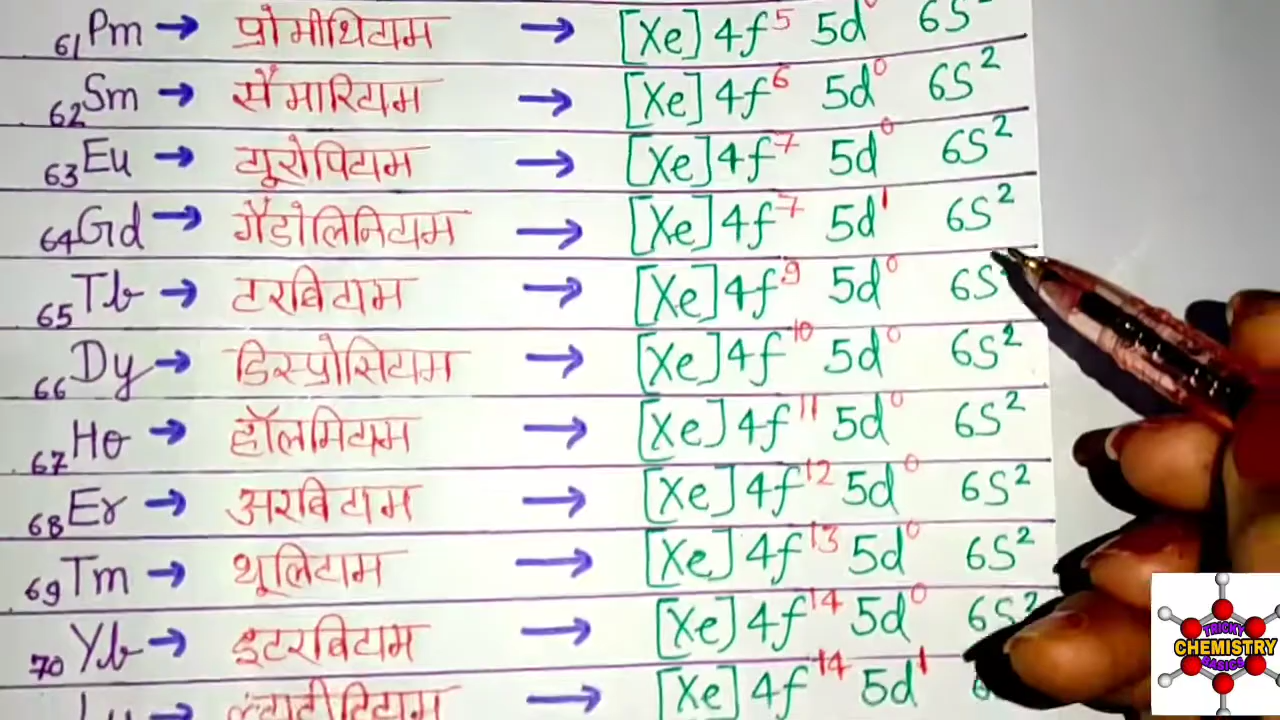 61Pm → प्रोमीथियम → [Xe] 4f⁵ 5d⁰ 6S²
62Sm → सैमारियम → [Xe] 4f⁶ 5d⁰ 6S²
63Eu → यूरोपियम → [Xe] 4f⁷ 5d⁰ 6S²
64Gd → गैडोलिनियम → [Xe] 4f⁷ 5d¹ 6S²
65Tb → टरबियम → [Xe] 4f⁹ 5d⁰ 6S²
66Dy → डिस्प्रोसियम → [Xe] 4f¹⁰ 5d⁰ 6S²
67Ho → हॉलमियम → [Xe] 4f¹¹ 5d⁰ 6S²
68Er → अरबियम → [Xe] 4f¹² 5d⁰ 6S²
69Tm → थूलियम → [Xe] 4f¹³ 5d⁰ 6S²
70Yb → इटरबियम → [Xe] 4f¹⁴ 5d⁰ 6S²
Lu → → [Xe] 4f¹⁴ 5d¹
TRICKY
CHEMISTRY
BASICS